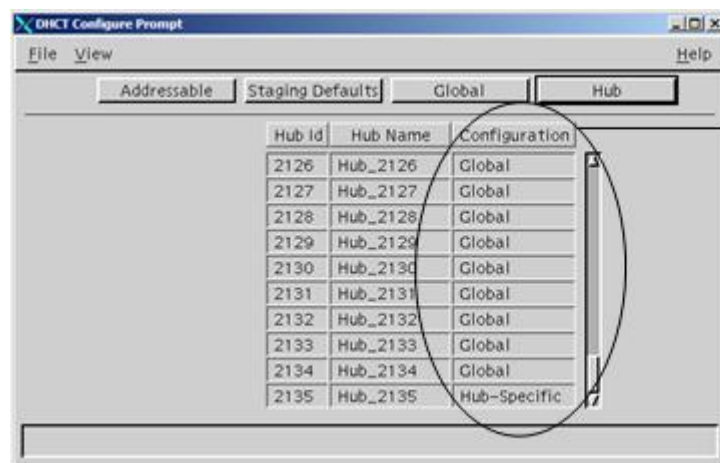 DHCT Configure Prompt
File View Help
Addressable Staging Defaults Global Hub
Hub Id Hub Name Configuration
2126 Hub_2126 Global
2127 Hub_2127 Global
2128 Hub_2128 Global
2129 Hub_2129 Global
2130 Hub_2130 Global
2131 Hub_2131 Global
2132 Hub_2132 Global
2133 Hub_2133 Global
2134 Hub_2134 Global
2135 Hub_2135 Hub-Specific